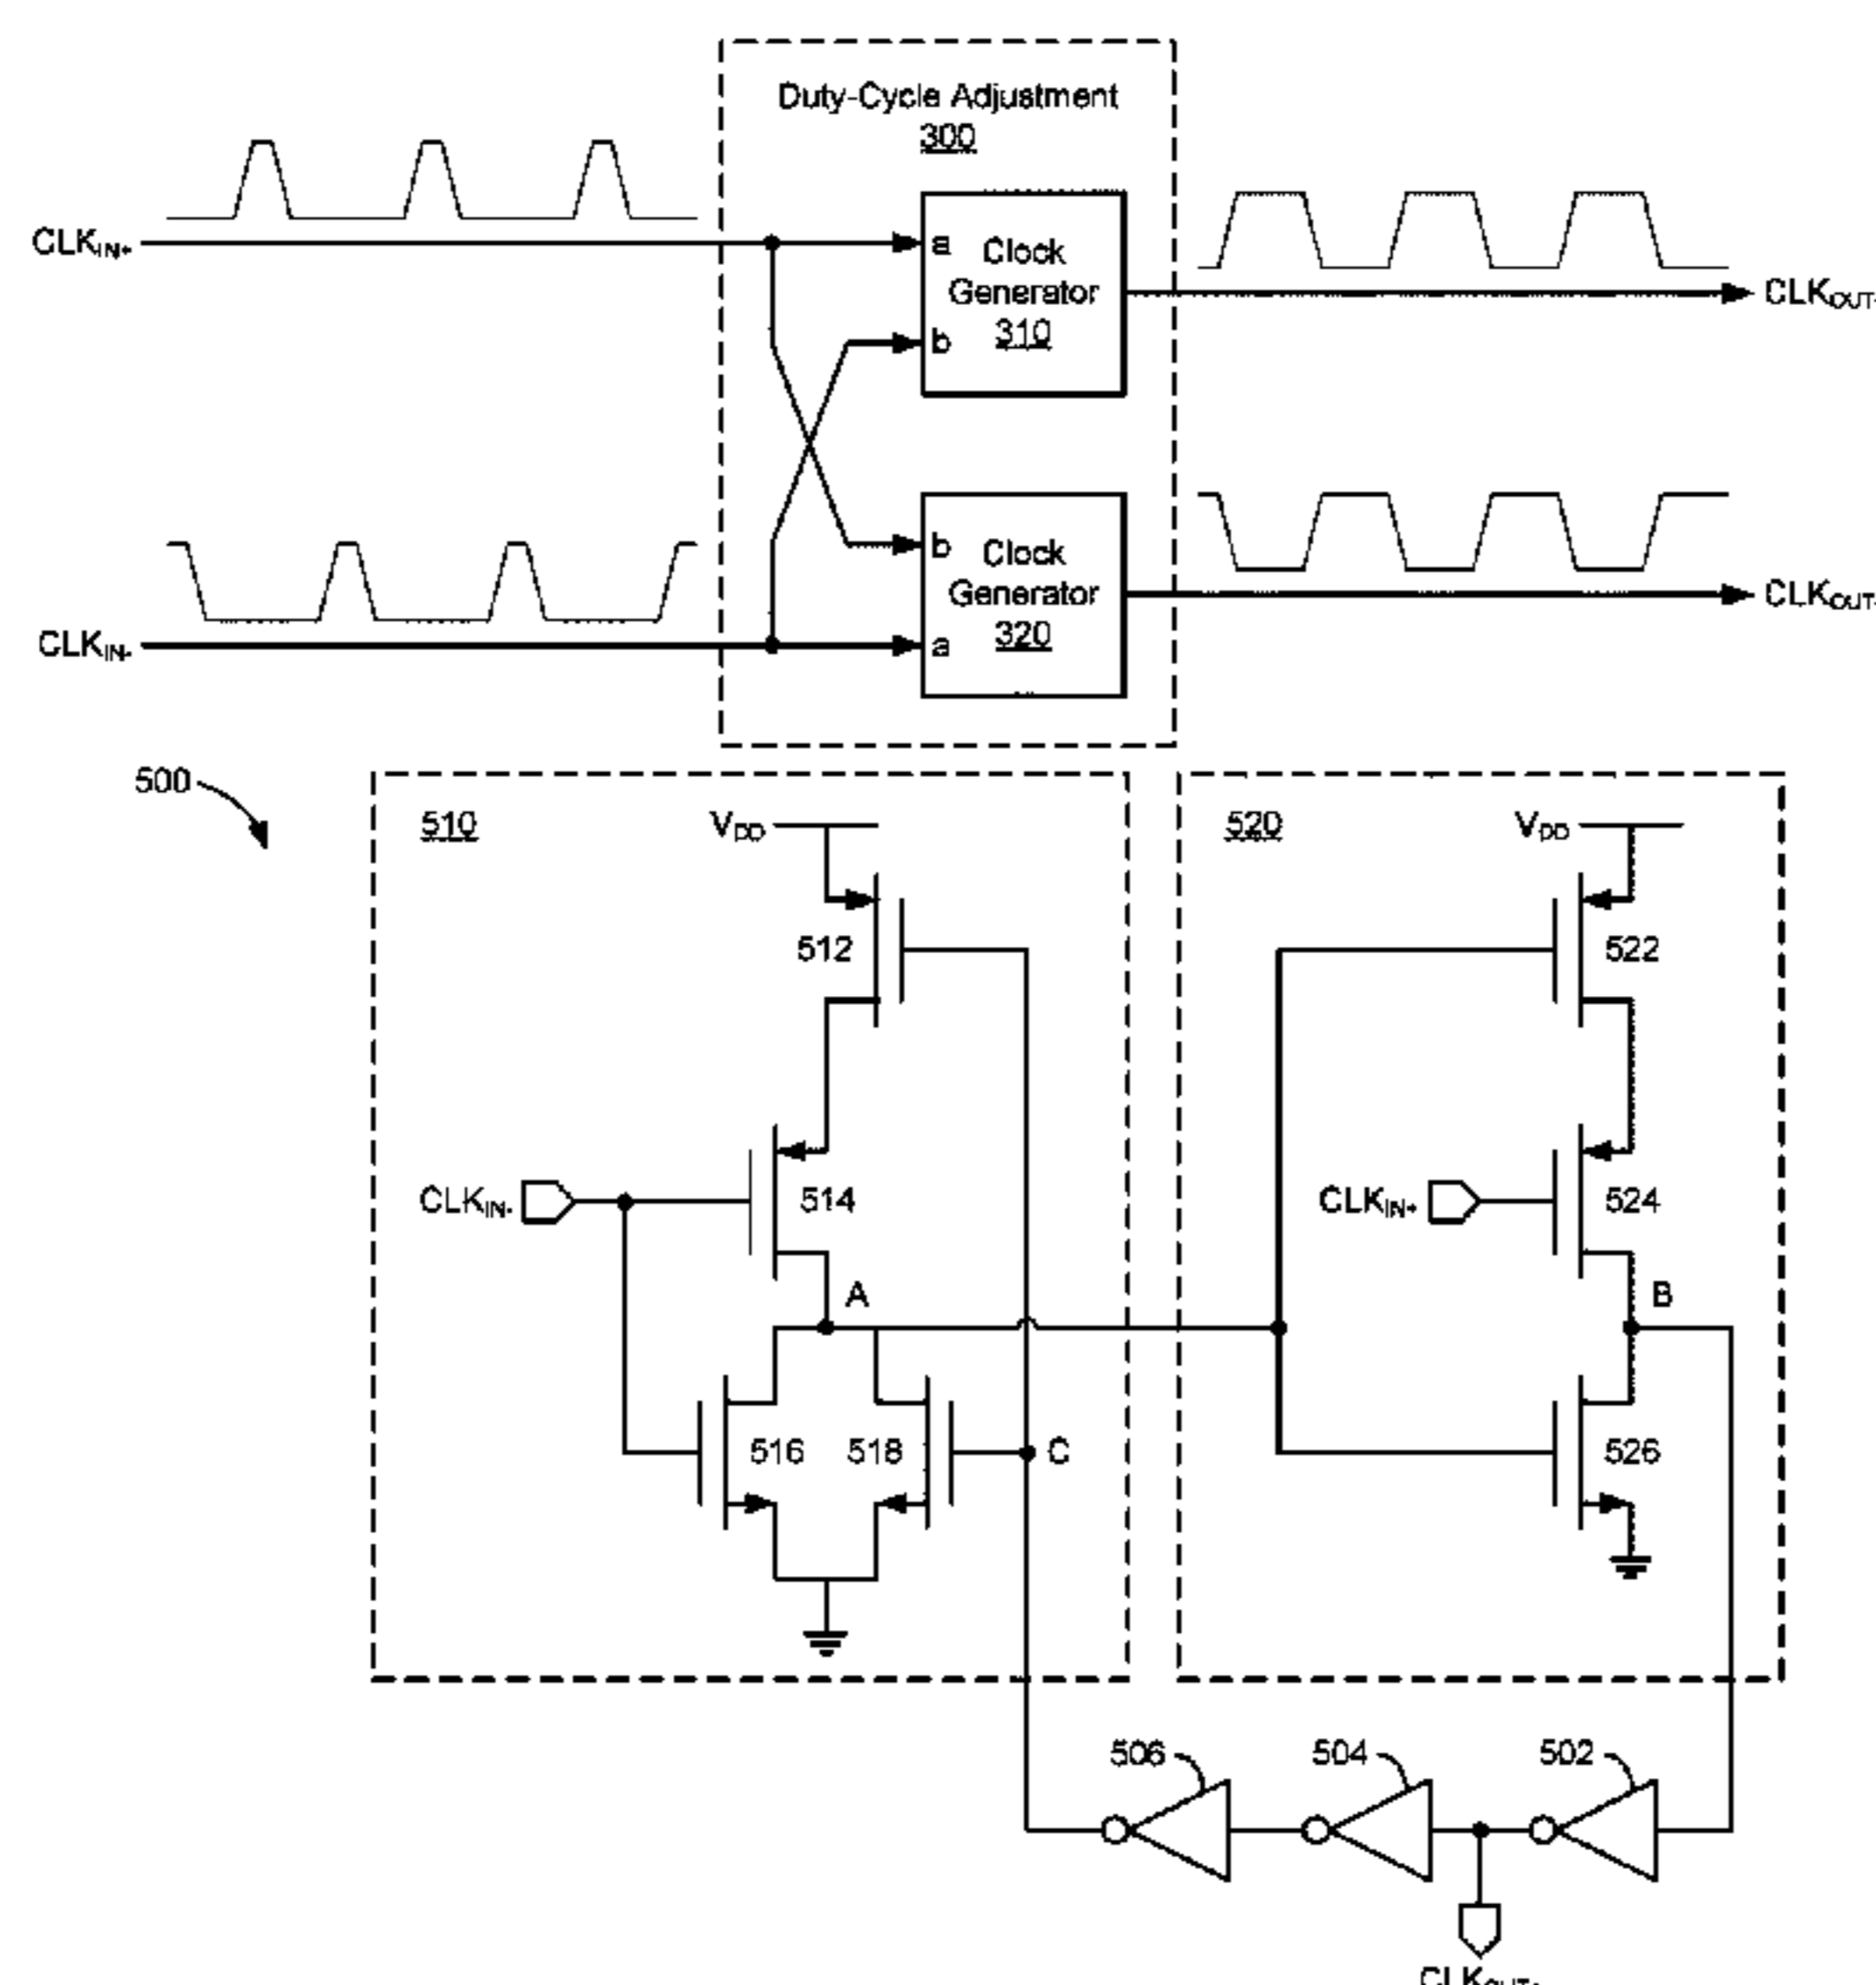 Duty-Cycle Adjustment
300
CLKIN+
a
Clock
Generator
310
b
CLKOUT
b
Clock
Generator
320
a
CLKIN-
CLKOUT
500
510
VDD
520
VDD
512
522
CLKIN-
514
CLKIN+
524
A
B
516
518
C
526
506
504
502
CLKOUT+